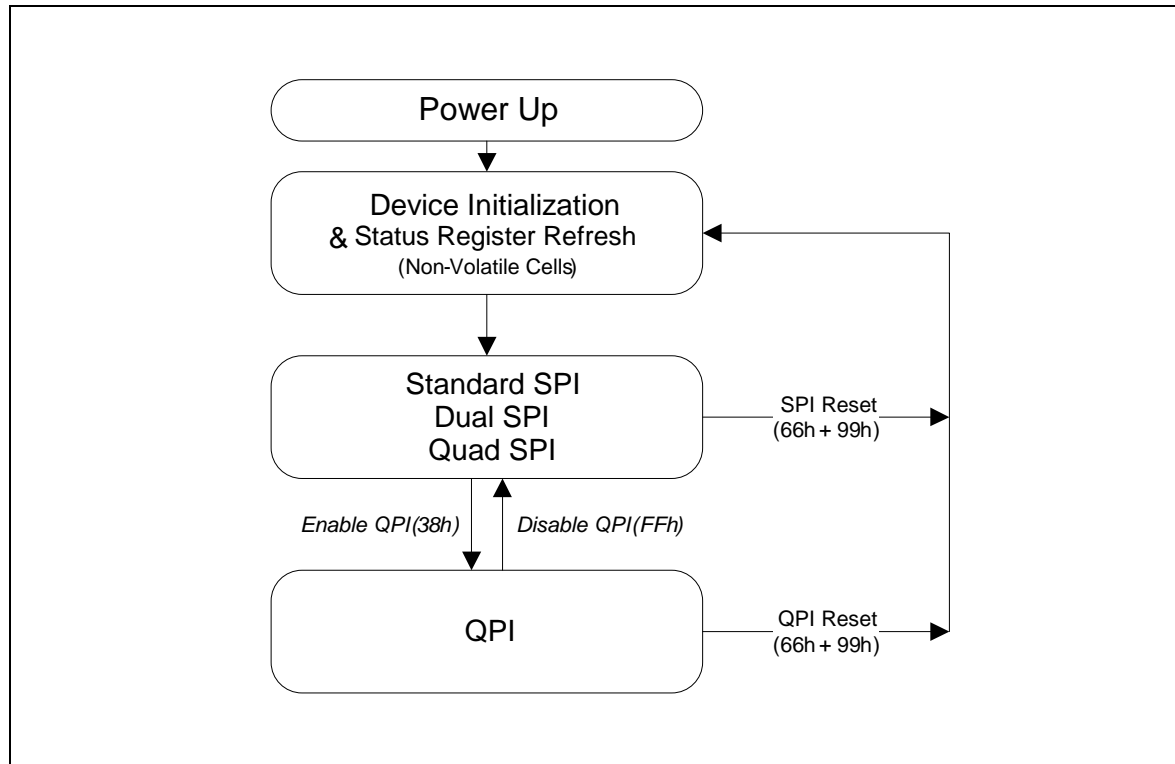 Power Up
Device Initialization
& Status Register Refresh
(Non-Volatile Cells)
Standard SPI
Dual SPI
Quad SPI
SPI Reset
(66h + 99h)
Enable QPI(38h)
Disable QPI(FFh)
QPI
QPI Reset
(66h + 99h)